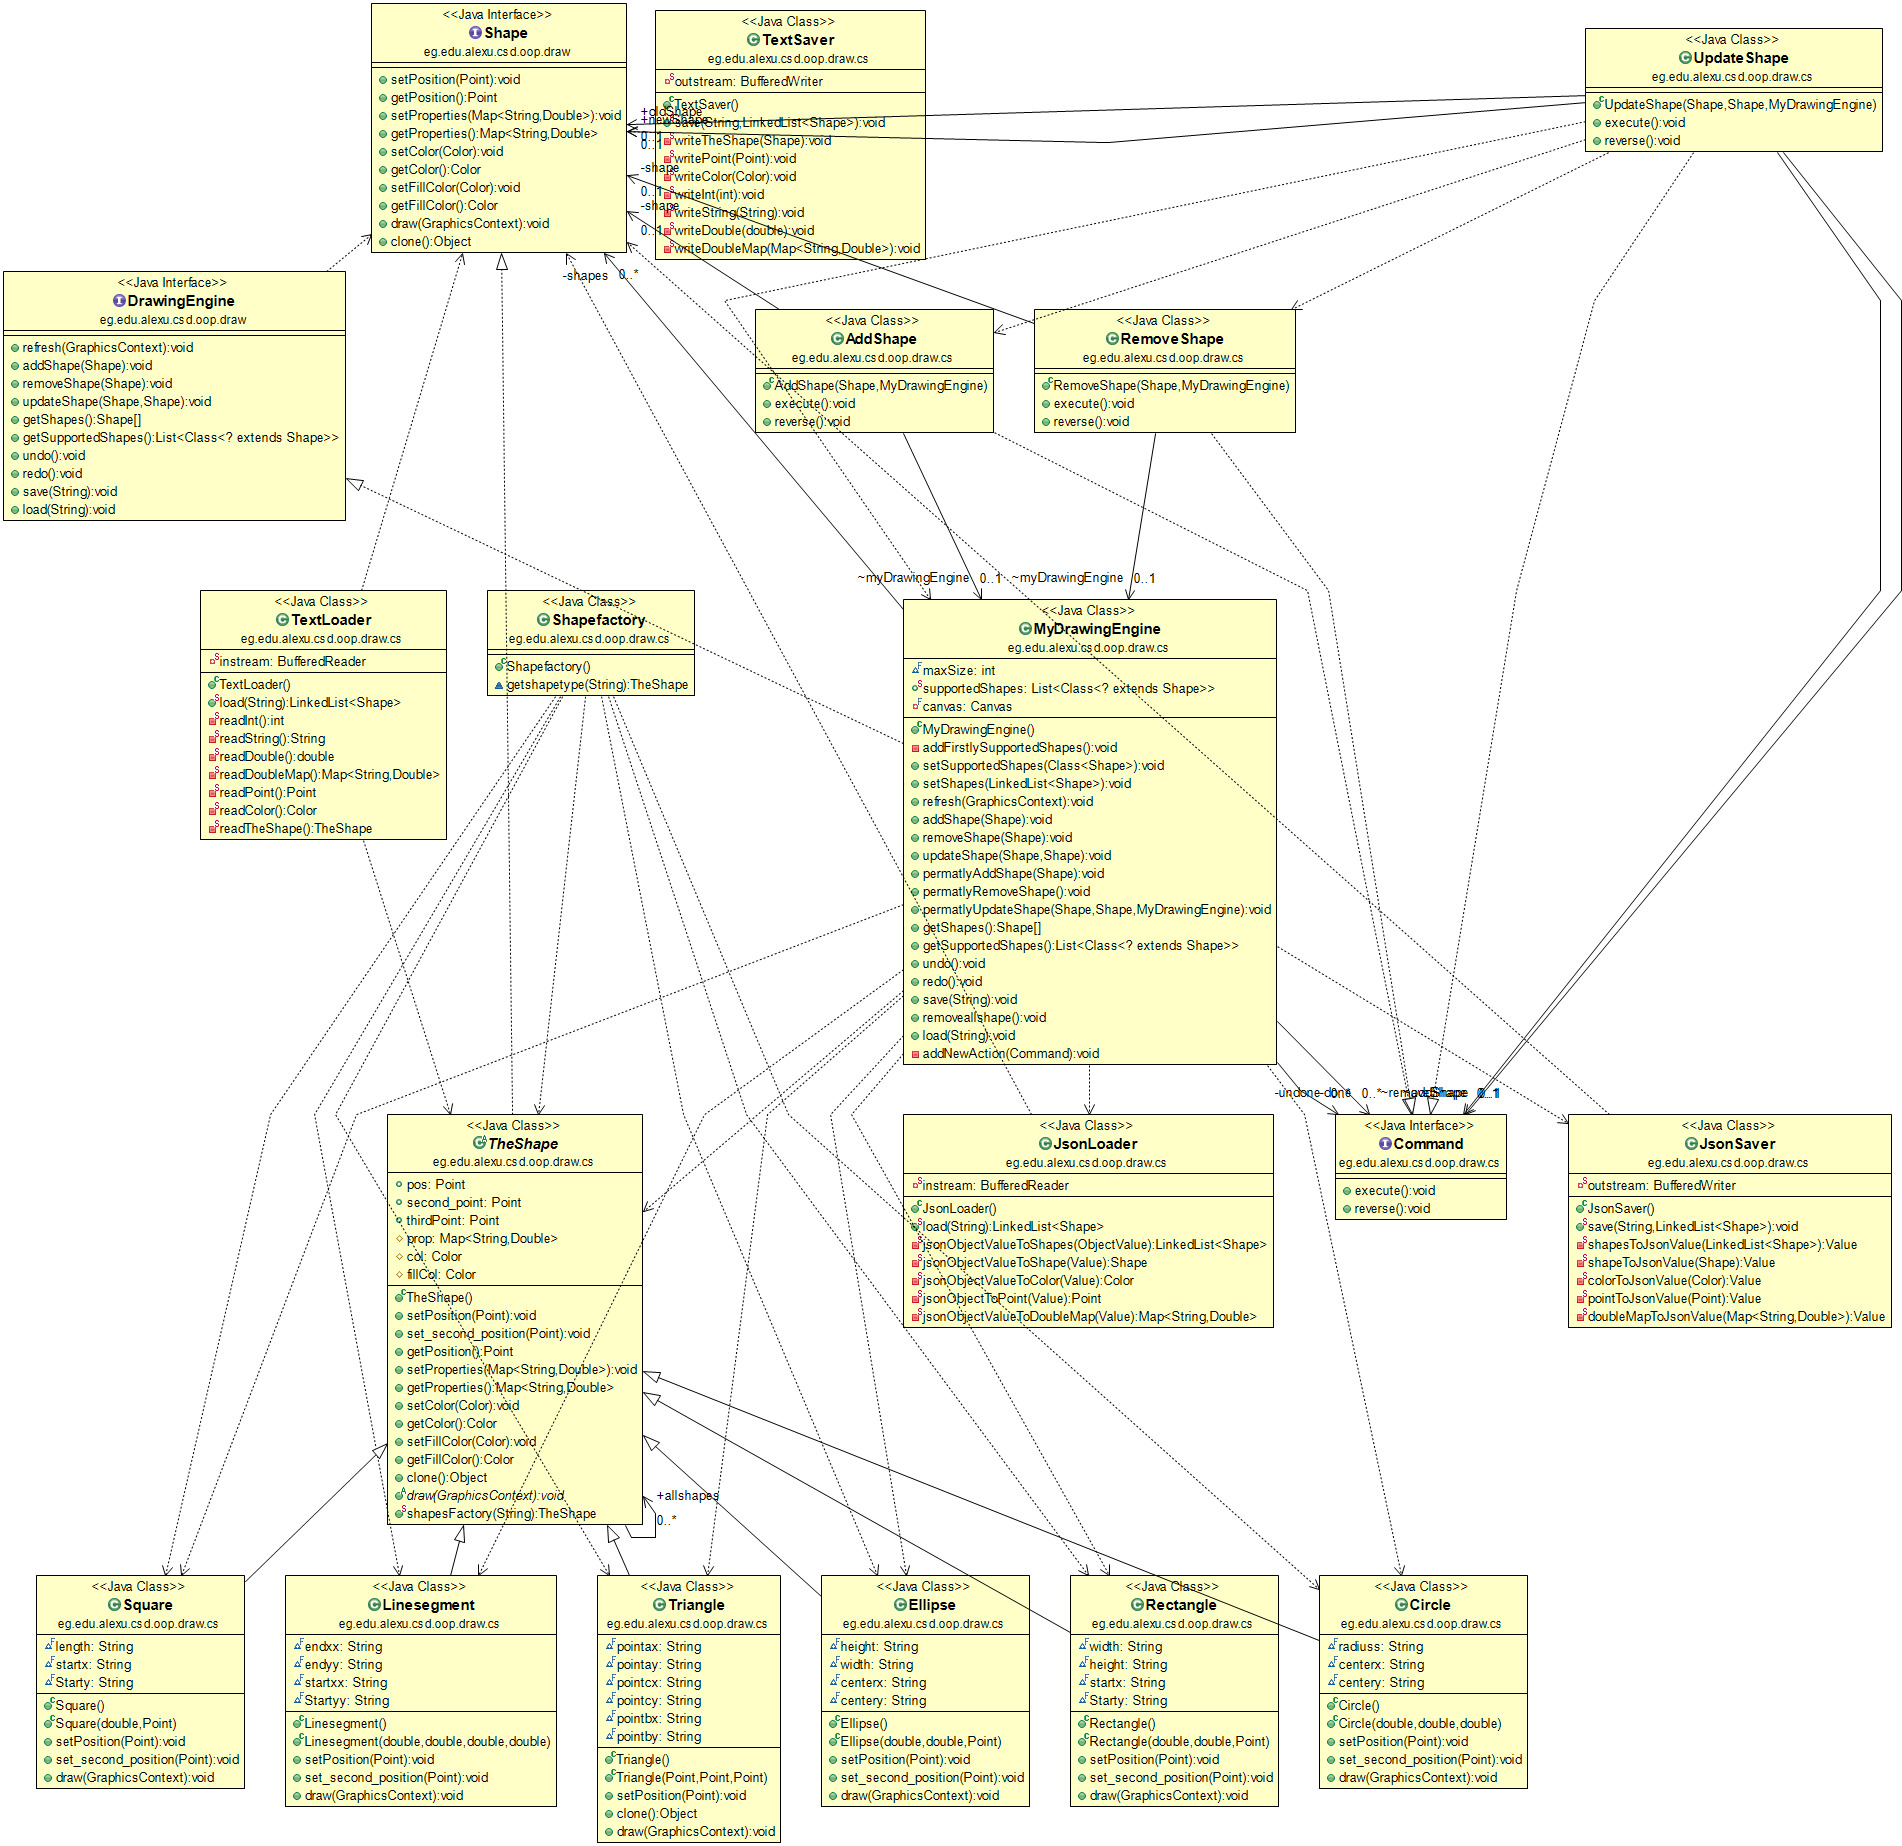 <<Java Interface>>
Shape
eg.edu.alexu.csd.oop.draw
setPosition(Point):void
getPosition():Point
setProperties(Map<String,Double>):void
getProperties():Map<String,Double>
setColor(Color):void
getColor():Color
setFillColor(Color):void
getFillColor():Color
draw(GraphicsContext):void
clone():Object
<<Java Class>>
TextSaver
eg.edu.alexu.csd.oop.draw.cs
outstream: BufferedWriter
TextSaver()
save(String,LinkedList<Shape>):void
writeTheShape(Shape):void
writePoint(Point):void
writeColor(Color):void
writeInt(int):void
writeString(String):void
writeDouble(double):void
writeDoubleMap(Map<String,Double>):void
+oldShape
+newShape
0..1
0..1
-shape
0..1
-shape
0..1
<<Java Class>>
UpdateShape
eg.edu.alexu.csd.oop.draw.cs
UpdateShape(Shape,Shape,MyDrawingEngine)
execute():void
reverse():void
-shapes 0..*
<<Java Interface>>
DrawingEngine
eg.edu.alexu.csd.oop.draw
refresh(GraphicsContext):void
addShape(Shape):void
removeShape(Shape):void
updateShape(Shape,Shape):void
getShapes():Shape[]
getSupportedShapes():List<Class<? extends Shape>>
undo():void
redo():void
save(String):void
load(String):void
<<Java Class>>
AddShape
eg.edu.alexu.csd.oop.draw.cs
AddShape(Shape,MyDrawingEngine)
execute():void
reverse():void
<<Java Class>>
RemoveShape
eg.edu.alexu.csd.oop.draw.cs
RemoveShape(Shape,MyDrawingEngine)
execute():void
reverse():void
~myDrawingEngine 0..1
~myDrawingEngine 0..1
<<Java Class>>
TextLoader
eg.edu.alexu.csd.oop.draw.cs
instream: BufferedReader
TextLoader()
load(String):LinkedList<Shape>
readInt():int
readString():String
readDouble():double
readDoubleMap():Map<String,Double>
readPoint():Point
readColor():Color
readTheShape():TheShape
<<Java Class>>
Shapefactory
eg.edu.alexu.csd.oop.draw.cs
Shapefactory()
getshapetype(String):TheShape
<<Java Class>>
MyDrawingEngine
eg.edu.alexu.csd.oop.draw.cs
maxSize: int
supportedShapes: List<Class<? extends Shape>>
canvas: Canvas
MyDrawingEngine()
addFirstlySupportedShapes():void
setSupportedShapes(Class<Shape>):void
setShapes(LinkedList<Shape>):void
refresh(GraphicsContext):void
addShape(Shape):void
removeShape(Shape):void
updateShape(Shape,Shape):void
permatlyAddShape(Shape):void
permatlyRemoveShape():void
permatlyUpdateShape(Shape,Shape,MyDrawingEngine):void
getShapes():Shape[]
getSupportedShapes():List<Class<? extends Shape>>
undo():void
redo():void
save(String):void
removeallshape():void
load(String):void
addNewAction(Command):void
-undone
-done
0..*
0..*
~removeShape
0..1
<<Java Class>>
TheShape
eg.edu.alexu.csd.oop.draw.cs
pos: Point
second_point: Point
thirdPoint: Point
prop: Map<String,Double>
col: Color
fillCol: Color
TheShape()
setPosition(Point):void
set_second_position(Point):void
getPosition():Point
setProperties(Map<String,Double>):void
getProperties():Map<String,Double>
setColor(Color):void
getColor():Color
setFillColor(Color):void
getFillColor():Color
clone():Object
draw(GraphicsContext):void
shapesFactory(String):TheShape
+allshapes
0..*
<<Java Class>>
JsonLoader
eg.edu.alexu.csd.oop.draw.cs
instream: BufferedReader
JsonLoader()
load(String):LinkedList<Shape>
jsonObjectValueToShapes(ObjectValue):LinkedList<Shape>
jsonObjectValueToShape(Value):Shape
jsonObjectValueToColor(Value):Color
jsonObjectToPoint(Value):Point
jsonObjectValueToDoubleMap(Value):Map<String,Double>
<<Java Interface>>
Command
eg.edu.alexu.csd.oop.draw.cs
execute():void
reverse():void
<<Java Class>>
JsonSaver
eg.edu.alexu.csd.oop.draw.cs
outstream: BufferedWriter
JsonSaver()
save(String,LinkedList<Shape>):void
shapesToJsonValue(LinkedList<Shape>):Value
shapeToJsonValue(Shape):Value
colorToJsonValue(Color):Value
pointToJsonValue(Point):Value
doubleMapToJsonValue(Map<String,Double>):Value
<<Java Class>>
Square
eg.edu.alexu.csd.oop.draw.cs
length: String
startx: String
Starty: String
Square()
Square(double,Point)
setPosition(Point):void
set_second_position(Point):void
draw(GraphicsContext):void
<<Java Class>>
Linesegment
eg.edu.alexu.csd.oop.draw.cs
endxx: String
endyy: String
startxx: String
Startyy: String
Linesegment()
Linesegment(double,double,double,double)
setPosition(Point):void
set_second_position(Point):void
draw(GraphicsContext):void
<<Java Class>>
Triangle
eg.edu.alexu.csd.oop.draw.cs
pointax: String
pointay: String
pointcx: String
pointcy: String
pointbx: String
pointby: String
Triangle()
Triangle(Point,Point,Point)
setPosition(Point):void
clone():Object
draw(GraphicsContext):void
<<Java Class>>
Ellipse
eg.edu.alexu.csd.oop.draw.cs
height: String
width: String
centerx: String
centery: String
Ellipse()
Ellipse(double,double,Point)
setPosition(Point):void
set_second_position(Point):void
draw(GraphicsContext):void
<<Java Class>>
Rectangle
eg.edu.alexu.csd.oop.draw.cs
width: String
height: String
startx: String
Starty: String
Rectangle()
Rectangle(double,double,Point)
setPosition(Point):void
set_second_position(Point):void
draw(GraphicsContext):void
<<Java Class>>
Circle
eg.edu.alexu.csd.oop.draw.cs
radiuss: String
centerx: String
centery: String
Circle()
Circle(double,double,double)
setPosition(Point):void
set_second_position(Point):void
draw(GraphicsContext):void